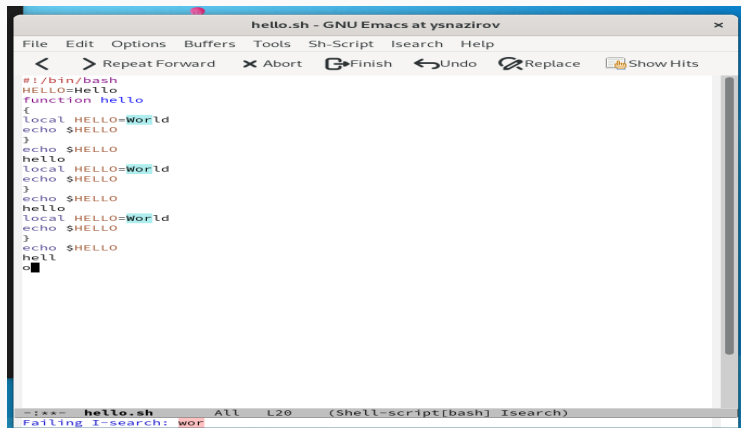 hello.sh - GNU Emacs at ysnazirov
File Edit Options Buffers Tools Sh-Script Isearch Help
Repeat Forward Abort Finish Undo Replace Show Hits
#!/bin/bash
HELLO=Hello
function hello
{
local HELLO=World
echo $HELLO
}
echo $HELLO
hello
local HELLO=World
echo $HELLO
}
echo $HELLO
hello
local HELLO=World
echo $HELLO
}
echo $HELLO
hell
o
-:**- hello.sh All L20 (Shell-script[bash] Isearch)
Failing I-search: wor